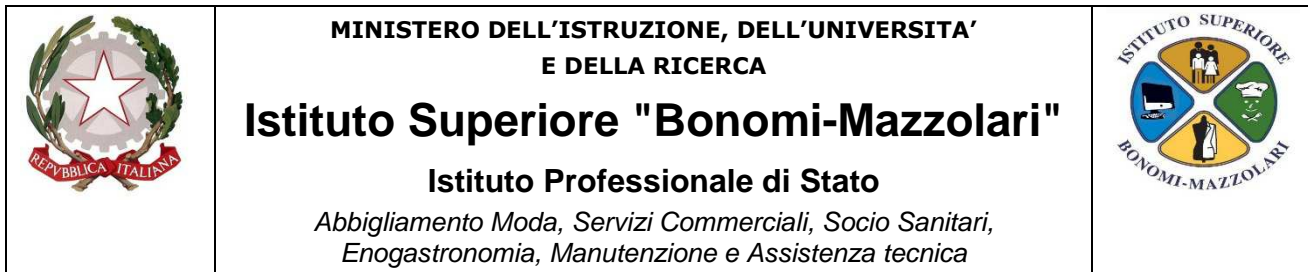 REPVBBLICA ITALIANA
MINISTERO DELL'ISTRUZIONE, DELL'UNIVERSITA'
E DELLA RICERCA
Istituto Superiore "Bonomi-Mazzolari"
Istituto Professionale di Stato
Abbigliamento Moda, Servizi Commerciali, Socio Sanitari,
Enogastronomia, Manutenzione e Assistenza tecnica
ISTITUTO SUPERIORE
BONOMI-MAZZOLARI